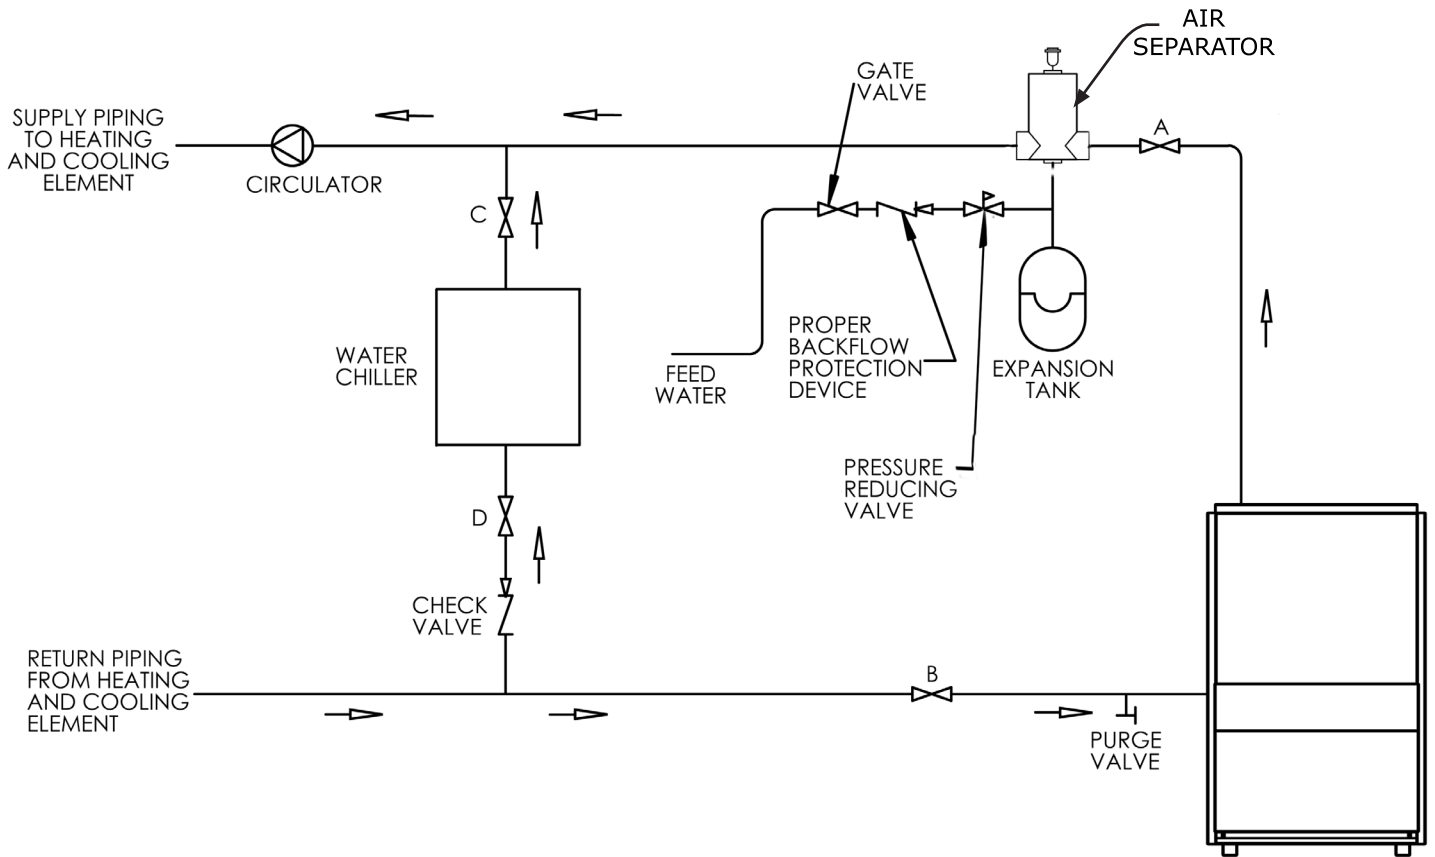 AIR
SEPARATOR
GATE
VALVE
SUPPLY PIPING
TO HEATING
AND COOLING
ELEMENT
A
CIRCULATOR
C
PROPER
BACKFLOW
PROTECTION
DEVICE
WATER
CHILLER
FEED
WATER
EXPANSION
TANK
PRESSURE
REDUCING
VALVE
D
CHECK
VALVE
RETURN PIPING
FROM HEATING
AND COOLING
ELEMENT
B
PURGE
VALVE